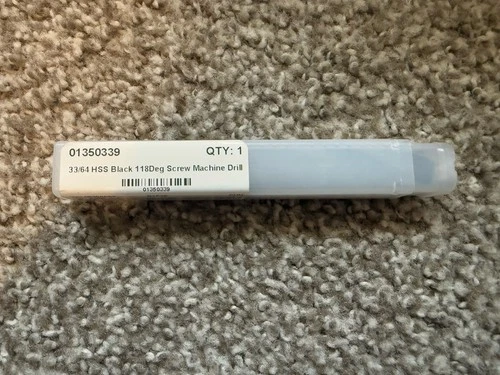 01350339 QTY: 1
33/64 HSS Black 118Deg Screw Machine Drill
01350339